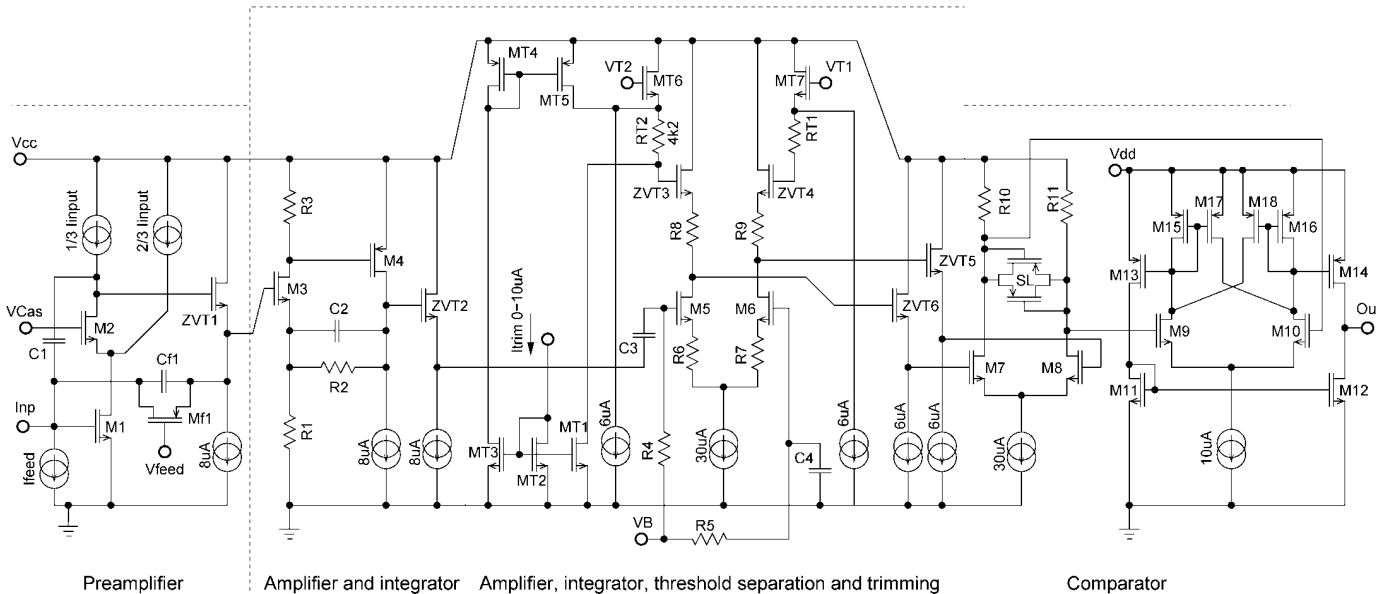 MT4
MT5
VT2
MT6
RT2
4k2
ZVT3
R8
VT1
MT7
RT1
ZVT4
R9
Vcc
1/3 Iinput
2/3 Iinput
VCas
M2
C1
ZVT1
Cf1
Mf1
Vfeed
Inp
M1
Ifeed
8uA
R3
M3
M4
C2
R2
R1
ZVT2
8uA
8uA
Itrim 0-10uA
MT3
MT2
MT1
6uA
C3
M5
M6
R6
R7
R4
30uA
C4
6uA
VB
R5
ZVT5
ZVT6
6uA
6uA
R10
R11
SL
M7
M8
30uA
Vdd
M15
M17
M18
M16
M13
M14
M9
M10
Ou
M11
M12
10uA
Preamplifier
Amplifier and integrator
Amplifier, integrator, threshold separation and trimming
Comparator